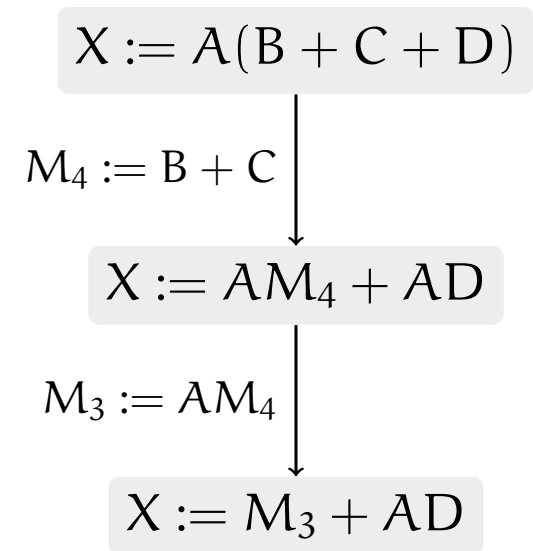 X := A(B + C + D)
M₄ := B + C
X := AM₄ + AD
M₃ := AM₄
X := M₃ + AD